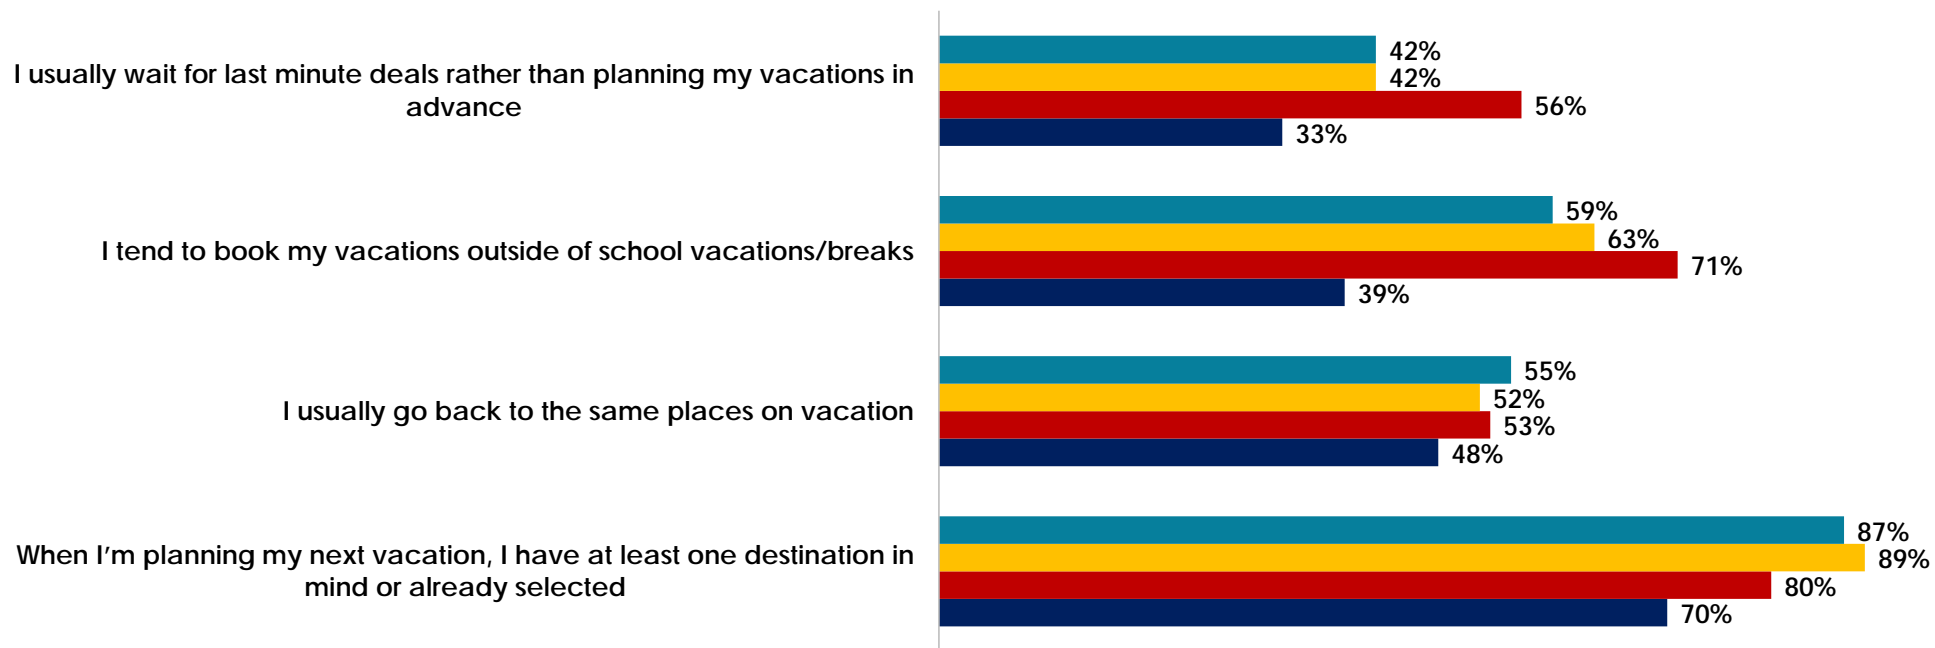 I usually wait for last minute deals rather than planning my vacations in
advance
42%
42%
56%
33%
I tend to book my vacations outside of school vacations/breaks
59%
63%
71%
39%
I usually go back to the same places on vacation
55%
52%
53%
48%
When I’m planning my next vacation, I have at least one destination in
mind or already selected
87%
89%
80%
70%